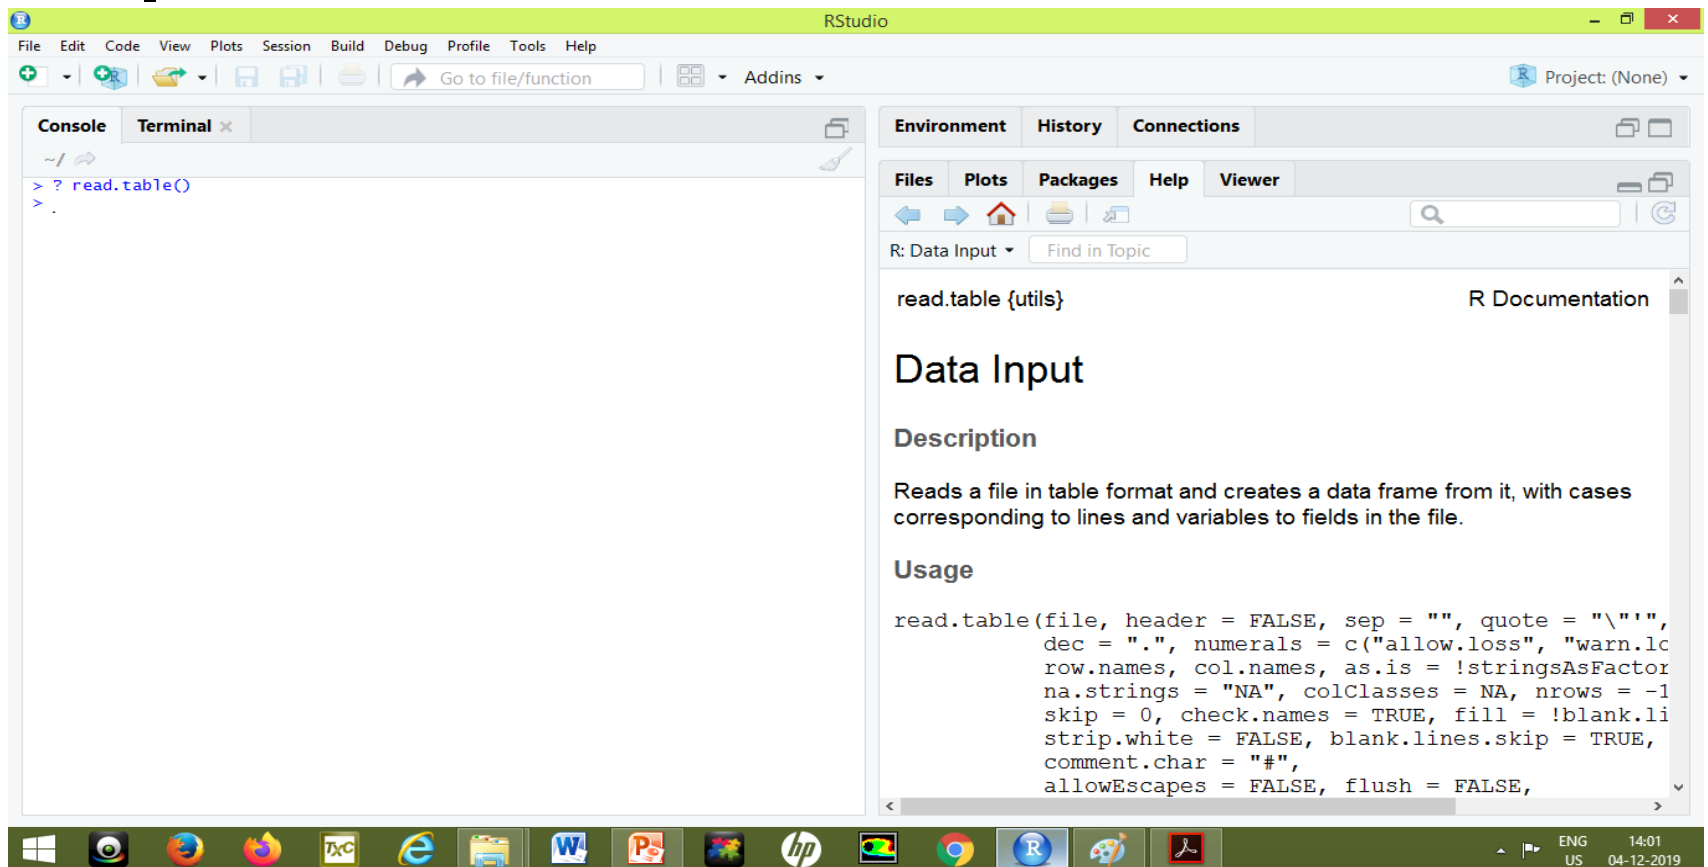 RStudio
File Edit Code View Plots Session Build Debug Profile Tools Help
Go to file/function Addins Project: (None)
Console Terminal
~/
> ? read.table()
>
Environment History Connections
Files Plots Packages Help Viewer
R: Data Input Find in Topic
read.table {utils} R Documentation
Data Input
Description
Reads a file in table format and creates a data frame from it, with cases
corresponding to lines and variables to fields in the file.
Usage
read.table(file, header = FALSE, sep = "", quote = "\"'",
dec = ".", numerals = c("allow.loss", "warn.lo
row.names, col.names, as.is = !stringsAsFactor
na.strings = "NA", colClasses = NA, nrows = -1
skip = 0, check.names = TRUE, fill = !blank.li
strip.white = FALSE, blank.lines.skip = TRUE,
comment.char = "#",
allowEscapes = FALSE, flush = FALSE,
TXC
hp
ENG 14:01
US 04-12-2019